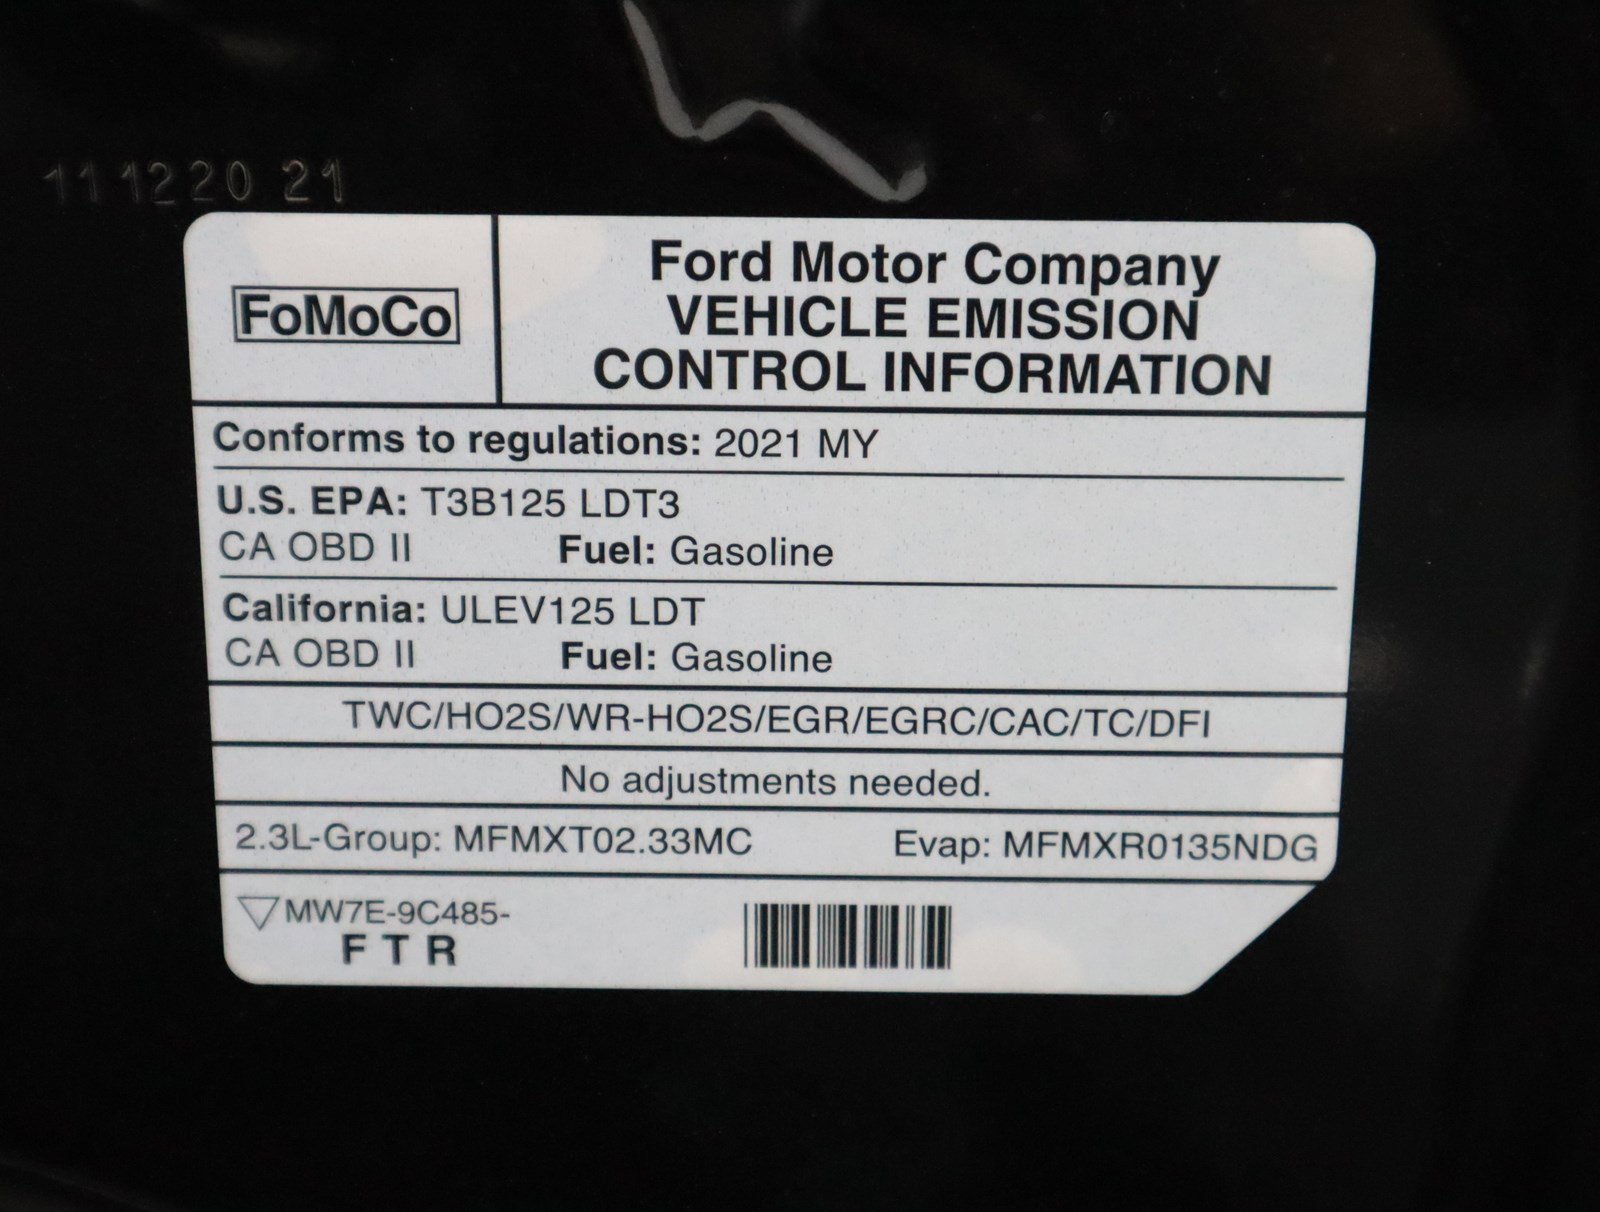 111220 21
FoMoCo
Ford Motor Company
VEHICLE EMISSION
CONTROL INFORMATION
Conforms to regulations: 2021 MY
U.S. EPA: T3B125 LDT3
CA OBD II Fuel: Gasoline
California: ULEV125 LDT
CA OBD II Fuel: Gasoline
TWC/HO2S/WR-HO2S/EGR/EGRC/CAC/TC/DFI
No adjustments needed.
2.3L-Group: MFMXT02.33MC Evap: MFMXR0135NDG
MW7E-9C485-
F T R